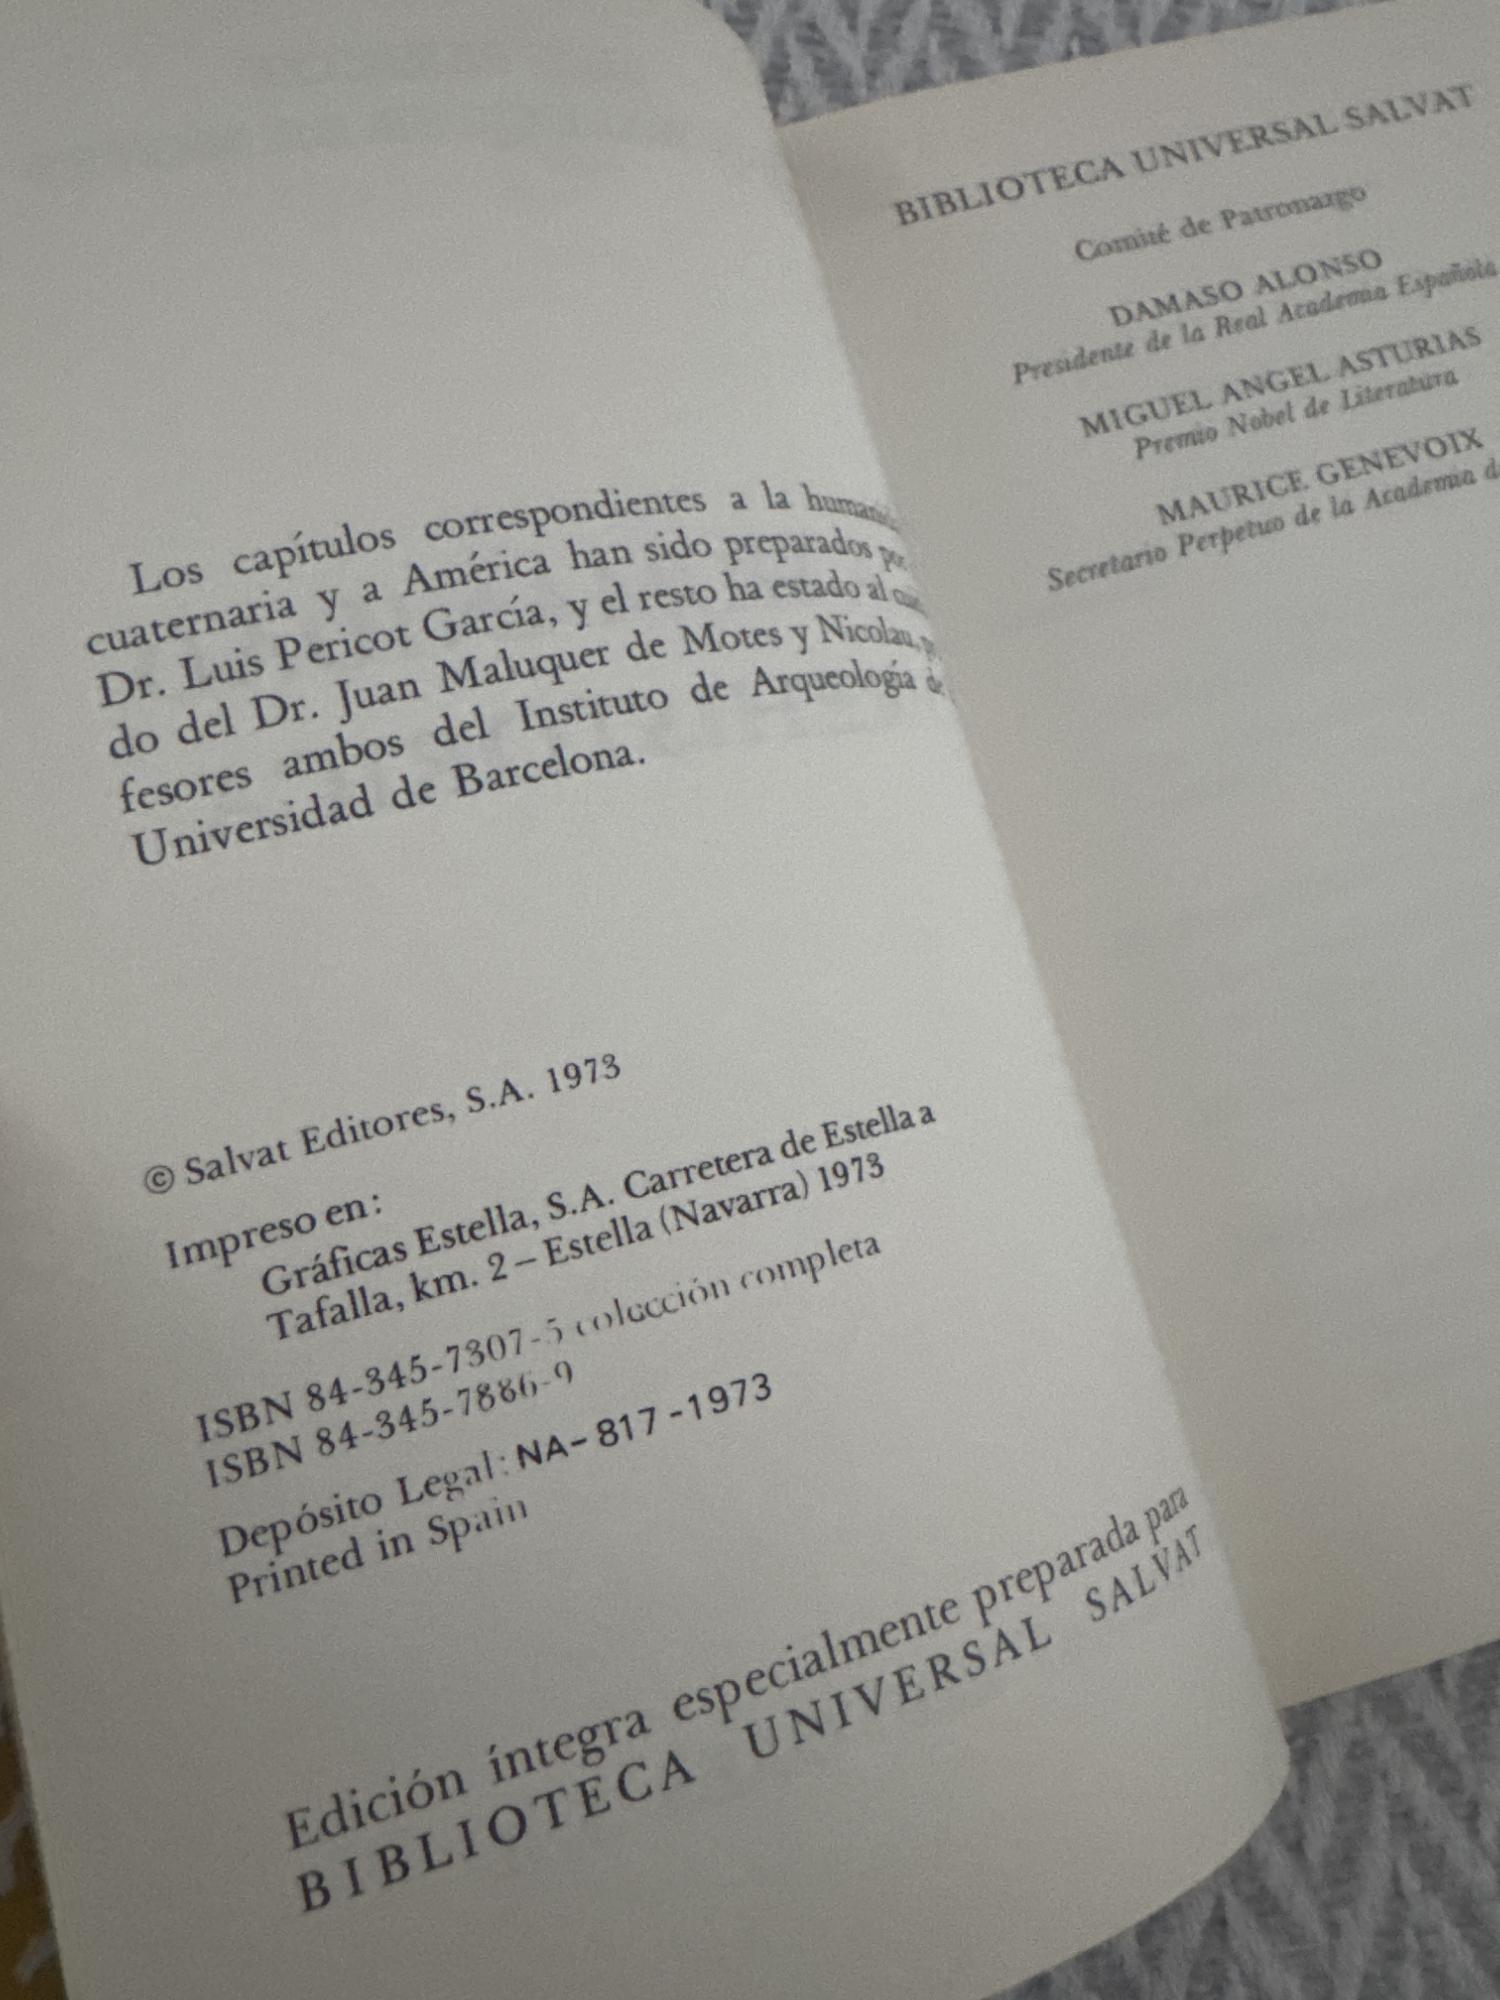 Los capítulos correspondientes a la
cuaternaria y a América han sido preparados por
Dr. Luis Pericot García, y el resto ha estado al
do del Dr. Juan Maluquer de Motes y Nicolau,
fesores ambos del Instituto de Arqueología de
Universidad de Barcelona.
© Salvat Editores, S.A. 1973
Impreso en:
Gráficas Estella, S.A. Carretera de Estella a
Tafalla, km. 2 – Estella (Navarra) 1973
ISBN 84-345-7307-5 colección completa
ISBN 84-345-7886-9
Depósito Legal: NA- 817 -1973
Printed in Spain
Edición íntegra especialmente preparada para
BIBLIOTECA UNIVERSAL SALVAT
BIBLIOTECA UNIVERSAL SALVAT
Comité de Patronazgo
DAMASO ALONSO
Presidente de la Real Academia Española
MIGUEL ANGEL ASTURIAS
Premio Nobel de Literatura
MAURICE GENEVOIX
Secretario Perpetuo de la Academia